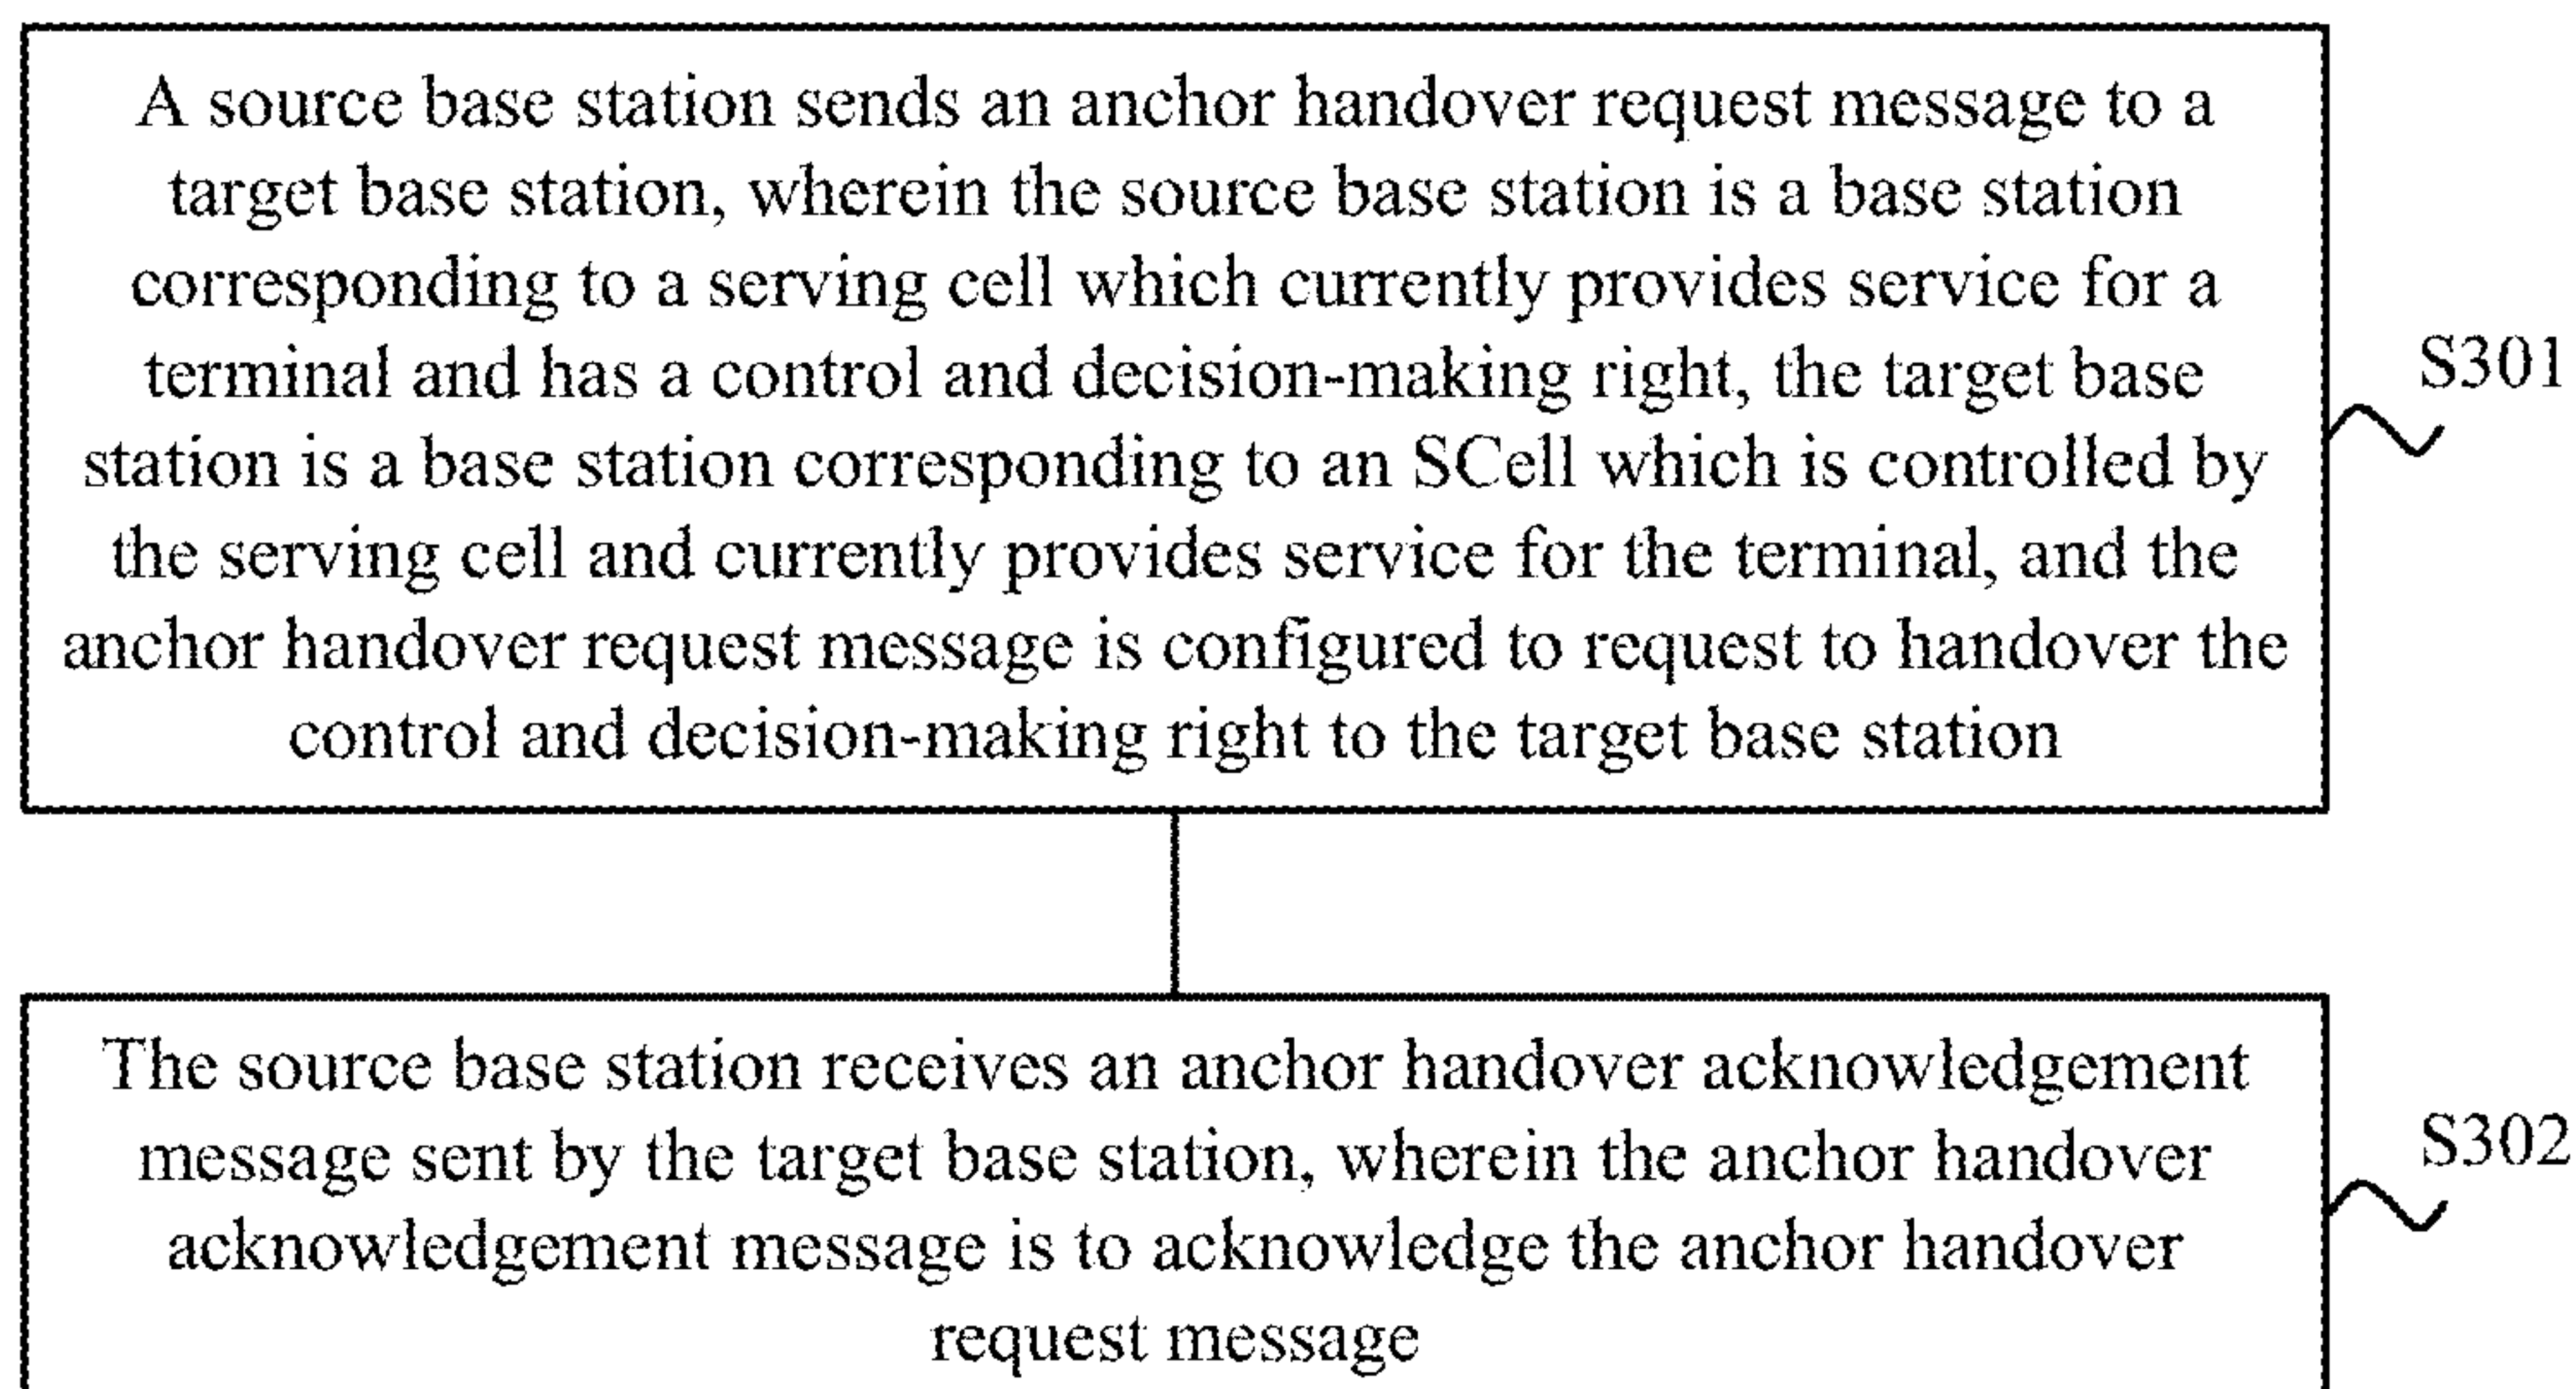 A source base station sends an anchor handover request message to a
target base station, wherein the source base station is a base station
corresponding to a serving cell which currently provides service for a
terminal and has a control and decision-making right, the target base
station is a base station corresponding to an SCell which is controlled by
the serving cell and currently provides service for the terminal, and the
anchor handover request message is configured to request to handover the
control and decision-making right to the target base station
S301
The source base station receives an anchor handover acknowledgement
message sent by the target base station, wherein the anchor handover
acknowledgement message is to acknowledge the anchor handover
request message
S302